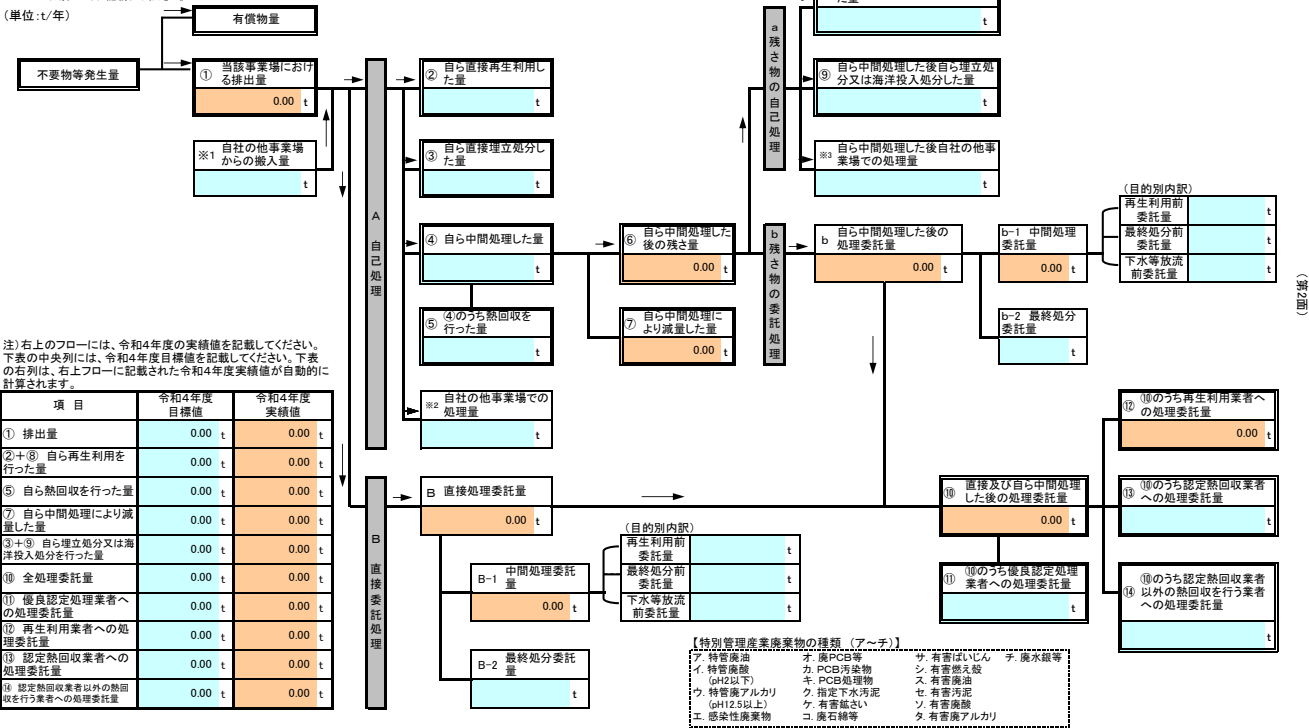 (単位:t/年)
有償物量
不要物等発生量
① 当該事業場におけ
る排出量
0.00 t
※1 自社の他事業場
からの搬入量
t
A 自己処理
② 自ら直接再生利用し
た量
t
③ 自ら直接埋立処分し
た量
t
④ 自ら中間処理した量
t
⑤ ④のうち熱回収を
行った量
t
※2 自社の他事業場での
処理量
t
⑥ 自ら中間処理した
後の残さ量
0.00 t
⑦ 自ら中間処理に
より減量した量
0.00 t
a 残さ物の自己処理
t
⑨ 自ら中間処理した後自ら埋立処
分又は海洋投入処分した量
t
※3 自ら中間処理した後自社の他事
業場での処理量
t
b 残さ物の委託処理
b 自ら中間処理した後の
処理委託量
0.00 t
b-1 中間処理
委託量
0.00 t
(目的別内訳)
再生利用前
委託量
t
最終処分前
委託量
t
下水等放流
前委託量
t
b-2 最終処分
委託量
t
(第2面)
注)右上のフローには、令和4年度の実績値を記載してください。
下表の中央列には、令和4年度目標値を記載してください。下表
の右列は、右上フローに記載された令和4年度実績値が自動的に
計算されます。
項 目 令和4年度 目標値 令和4年度 実績値
① 排出量 0.00 t 0.00 t
②+⑧ 自ら再生利用を
行った量 0.00 t 0.00 t
⑤ 自ら熱回収を行った量 0.00 t 0.00 t
⑦ 自ら中間処理により減
量した量 0.00 t 0.00 t
③+⑨ 自ら埋立処分又は海
洋投入処分を行った量 0.00 t 0.00 t
⑩ 全処理委託量 0.00 t 0.00 t
⑪ 優良認定処理業者へ
の処理委託量 0.00 t 0.00 t
⑫ 再生利用業者への処
理委託量 0.00 t 0.00 t
⑬ 認定熱回収業者への
処理委託量 0.00 t 0.00 t
⑭ 認定熱回収業者以外の熱回
収を行う業者への処理委託量 0.00 t 0.00 t
B 直接委託処理
B 直接処理委託量
0.00 t
B-1 中間処理委託
量
0.00 t
(目的別内訳)
再生利用前
委託量
t
最終処分前
委託量
t
下水等放流
前委託量
t
B-2 最終処分委託
量
t
⑩ 直接及び自ら中間処理
した後の処理委託量
0.00 t
⑪ ⑩のうち優良認定処理
業者への処理委託量
t
⑫ ⑩のうち再生利用業者へ
の処理委託量
0.00 t
⑬ ⑩のうち認定熱回収業者
への処理委託量
t
⑭ ⑩のうち認定熱回収業者
以外の熱回収を行う業者
への処理委託量
t
【特別管理産業廃棄物の種類 (ア~チ)】
ア. 特管廃油 オ. 廃PCB等 サ. 有害ばいじん チ. 廃水銀等
イ. 特管廃酸 カ. PCB汚染物 シ. 有害燃え殻
(pH2以下) キ. PCB処理物 ス. 有害廃油
ウ. 特管廃アルカリ ク. 指定下水汚泥 セ. 有害汚泥
(pH12.5以上) ケ. 有害鉱さい ソ. 有害廃酸
エ. 感染性廃棄物 コ. 廃石綿等 タ. 有害廃アルカリ